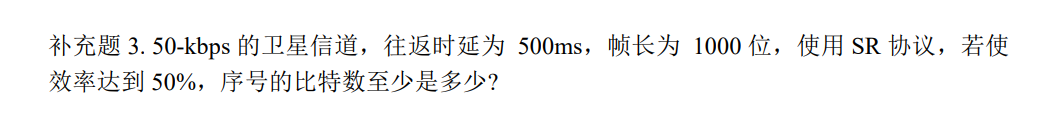 补充题 3. 50-kbps 的卫星信道，往返时延为 500ms，帧长为 1000 位，使用 SR 协议，若使
效率达到 50%，序号的比特数至少是多少?